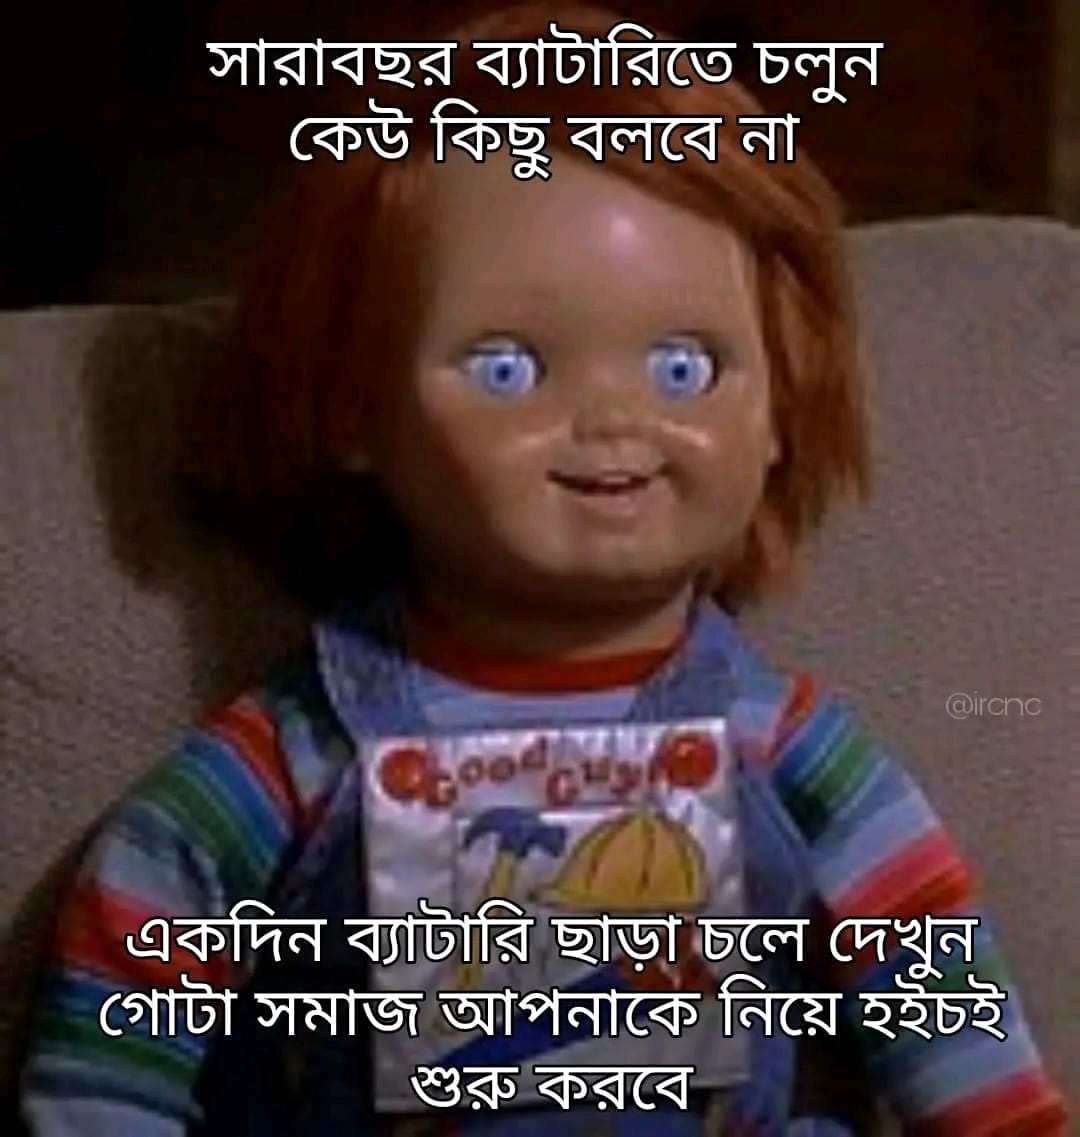 সারাবছর ব্যাটারিতে চলুন
কেউ কিছু বলবে না
@ircnc
Good Guys
একদিন ব্যাটারি ছাড়া চলে দেখুন
গোটা সমাজ আপনাকে নিয়ে হইচই
শুরু করবে